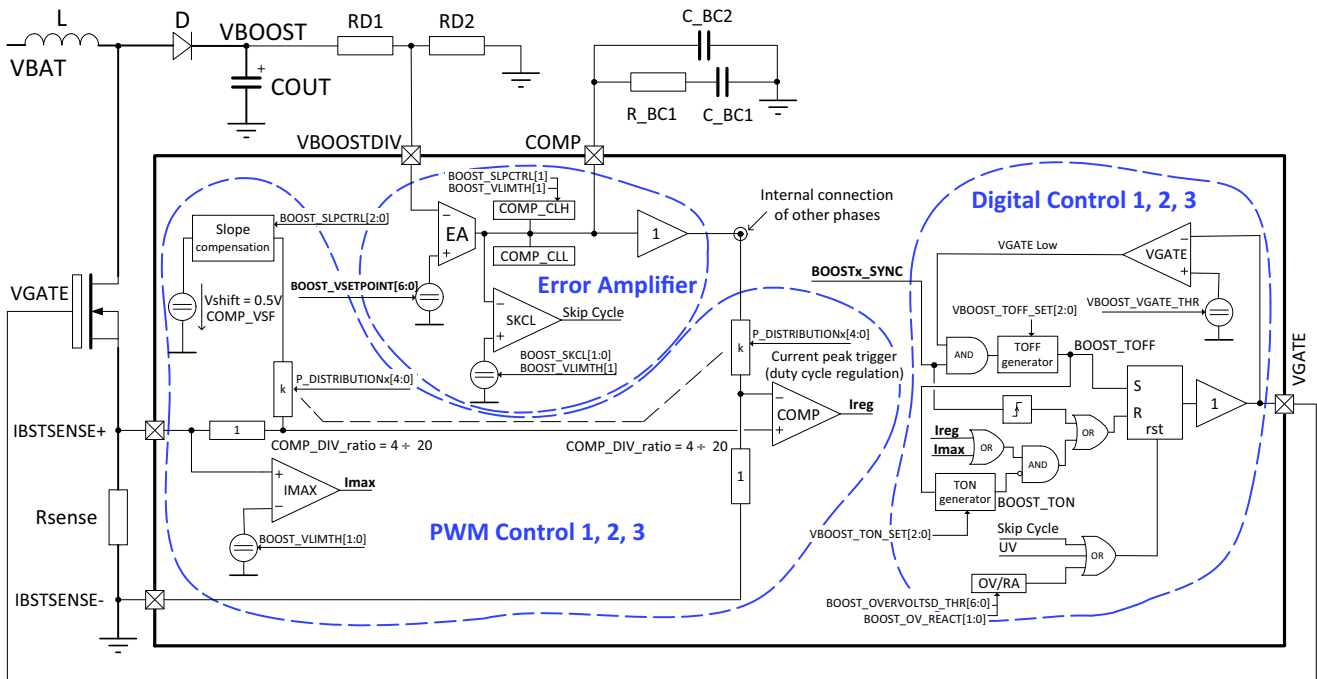 L
D
VBOOST
RD1
RD2
C_BC2
VBAT
+
COUT
R_BC1
C_BC1
VBOOSTDIV
COMP
BOOST_SLPCTRL[1]
BOOST_VLIMTH[1]
COMP_CLH
Internal connection
of other phases
Digital Control 1, 2, 3
BOOST_SLPCTRL[2:0]
Slope
compensation
−
EA
+
1
COMP_CLL
VGATE Low
−
VGATE
+
BOOSTx_SYNC
BOOST_VSETPOINT[6:0]
Error Amplifier
VGATE
Vshift = 0.5V
COMP_VSF
−
SKCL
+
Skip Cycle
VBOOST_VGATE_THR
VBOOST_TOFF_SET[2:0]
BOOST_TOFF
AND
TOFF
generator
k
P_DISTRIBUTIONx[4:0]
BOOST_SKCL[1:0]
BOOST_VLIMTH[1]
k
P_DISTRIBUTIONx[4:0]
Current peak trigger
(duty cycle regulation)
VGATE
S
R
rst
1
IBSTSENSE+
1
COMP_DIV_ratio = 4 ÷ 20
COMP_DIV_ratio = 4 ÷ 20
−
COMP
+
Ireg
Ireg
Imax
OR
OR
AND
+
IMAX
−
Imax
1
TON
generator
BOOST_TON
Rsense
PWM Control 1, 2, 3
BOOST_VLIMTH[1:0]
VBOOST_TON_SET[2:0]
Skip Cycle
UV
OR
OV/RA
IBSTSENSE-
BOOST_OVERVOLTSD_THR[6:0]
BOOST_OV_REACT[1:0]